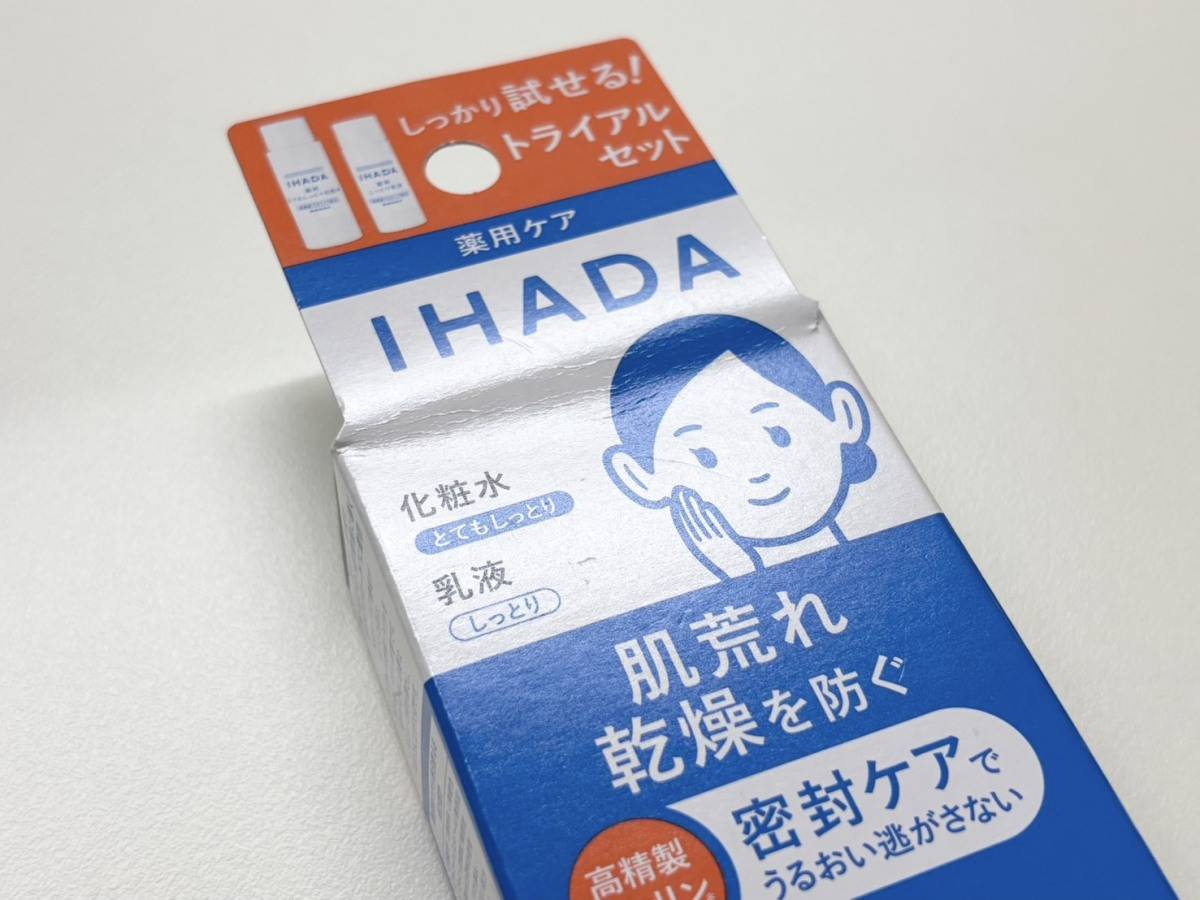 しっかり試せる!
トライアル
セット
IHADA
薬用
IHADA
薬用
薬用ケア
IHADA
化粧水
とてもしっとり
乳液
しっとり
肌荒れ
乾燥を防ぐ
密封ケアで
うるおい逃がさない
高精製
リン